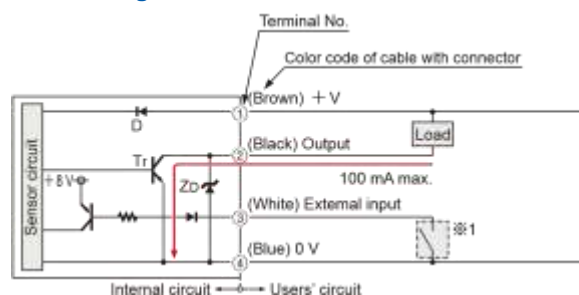 Terminal No.
Color code of cable with connector
① (Brown) +V
D
Load
② (Black) Output
Tr
100 mA max.
+8V
ZD
Sensor circuit
③ (White) External input
※1
④ (Blue) 0 V
Internal circuit Users' circuit